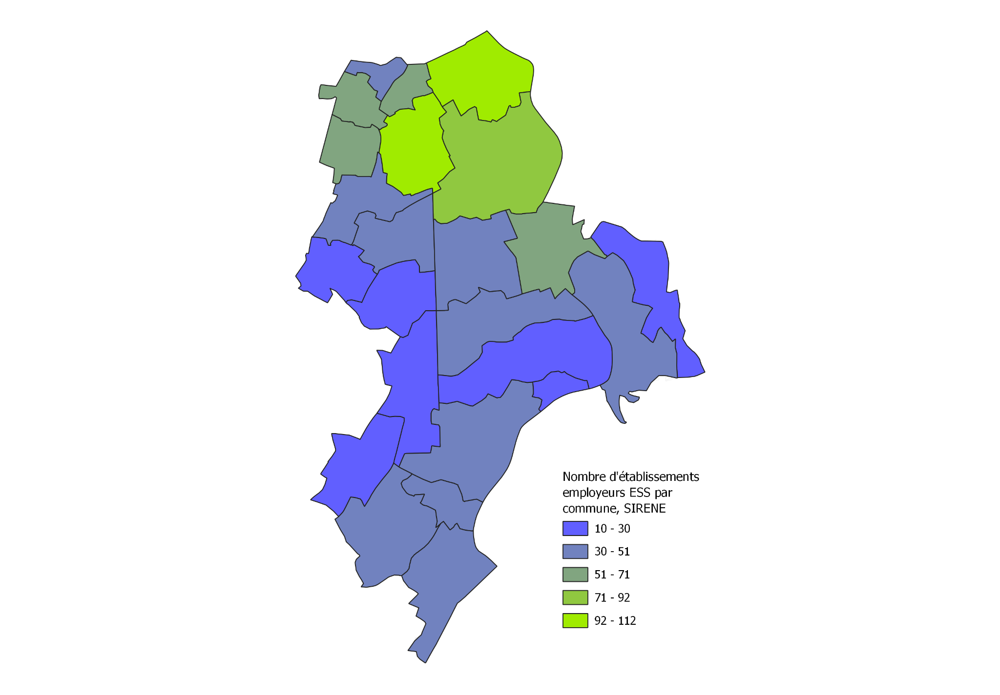 Nombre d'établissements
employeurs ESS par
commune, SIRENE
10 - 30
30 - 51
51 - 71
71 - 92
92 - 112